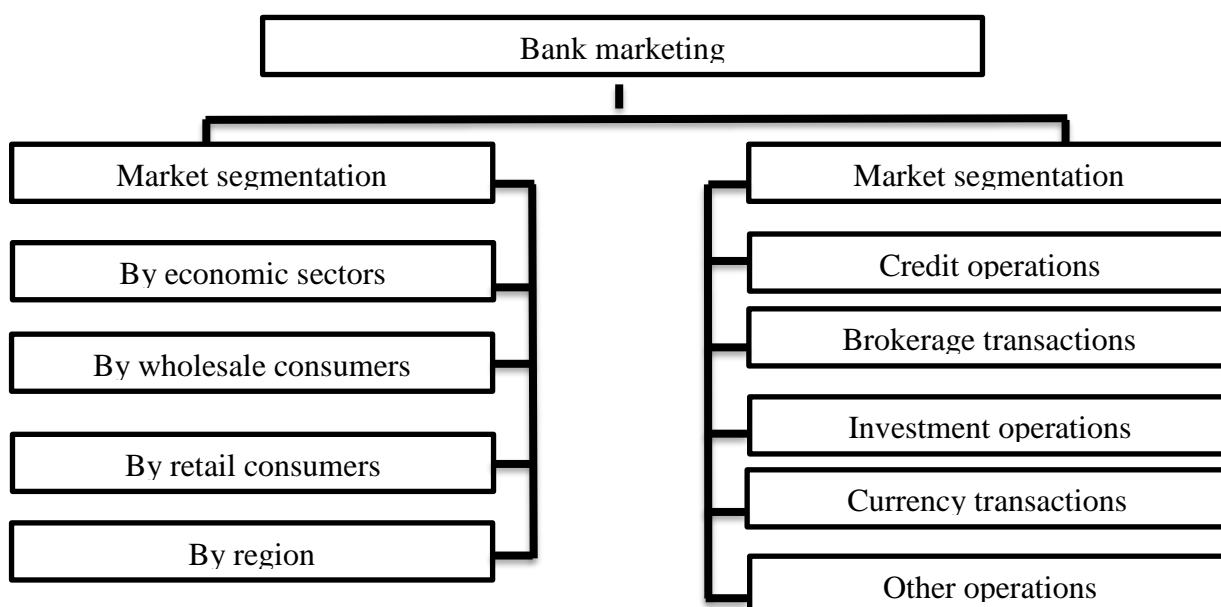 Bank marketing
Market segmentation
By economic sectors
By wholesale consumers
By retail consumers
By region
Market segmentation
Credit operations
Brokerage transactions
Investment operations
Currency transactions
Other operations